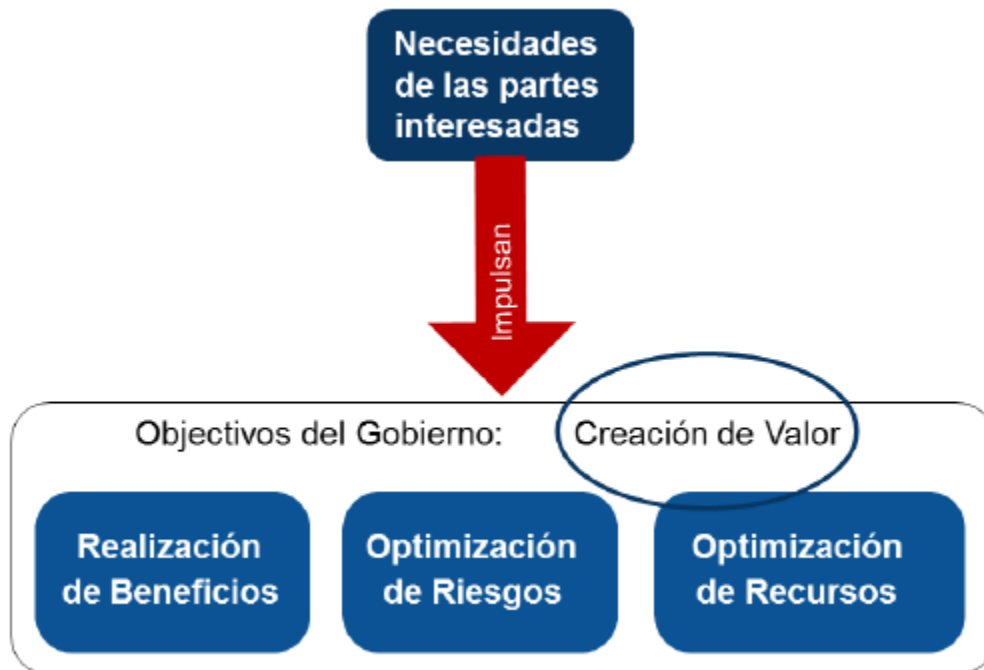 Necesidades
de las partes
interesadas
Impulsan
Objectivos del Gobierno: Creación de Valor
Realización
de Beneficios
Optimización
de Riesgos
Optimización
de Recursos